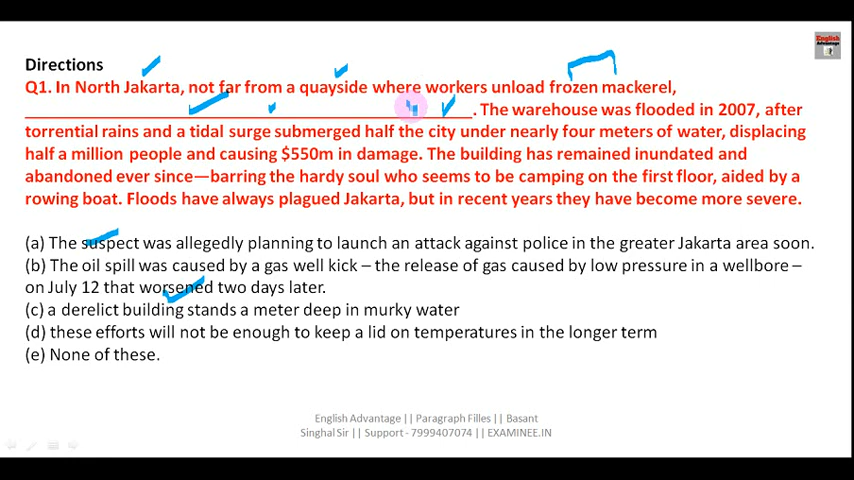 English
Advantage
Directions
Q1. In North Jakarta, not far from a quayside where workers unload frozen mackerel,
________________________________________________. The warehouse was flooded in 2007, after
torrential rains and a tidal surge submerged half the city under nearly four meters of water, displacing
half a million people and causing $550m in damage. The building has remained inundated and
abandoned ever since—barring the hardy soul who seems to be camping on the first floor, aided by a
rowing boat. Floods have always plagued Jakarta, but in recent years they have become more severe.
(a) The suspect was allegedly planning to launch an attack against police in the greater Jakarta area soon.
(b) The oil spill was caused by a gas well kick – the release of gas caused by low pressure in a wellbore –
on July 12 that worsened two days later.
(c) a derelict building stands a meter deep in murky water
(d) these efforts will not be enough to keep a lid on temperatures in the longer term
(e) None of these.
English Advantage || Paragraph Filles || Basant
Singhal Sir || Support - 7999407074 || EXAMINEE.IN